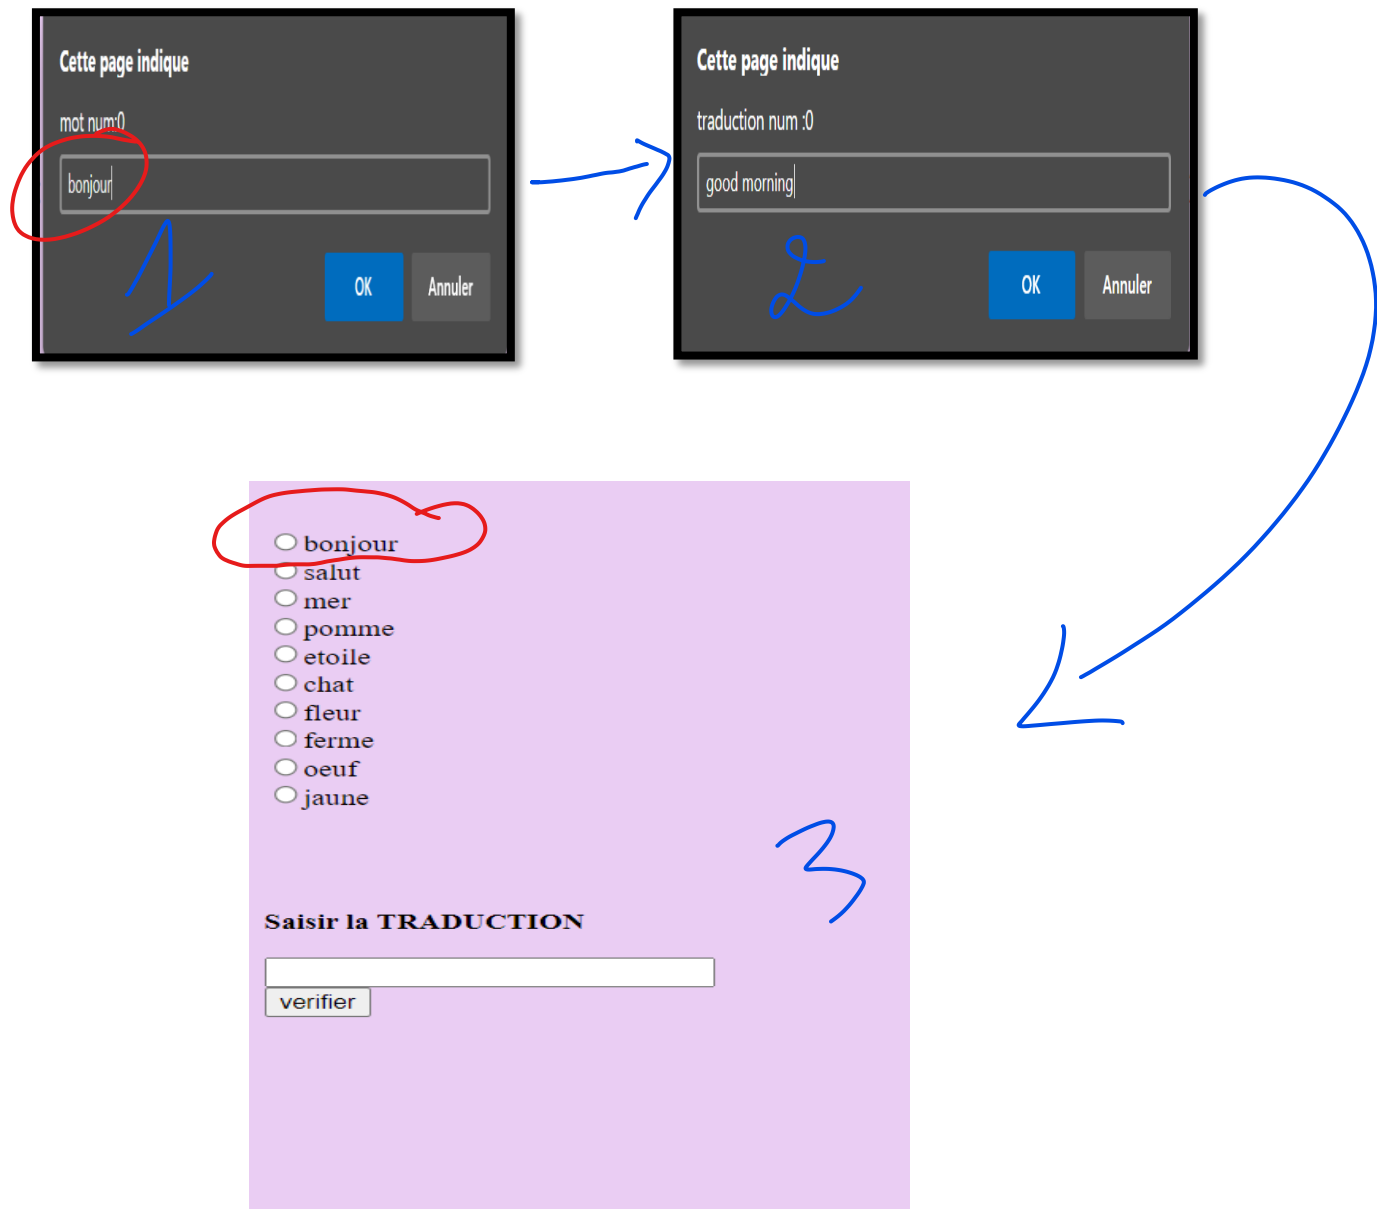 Cette page indique
mot num:0
bonjour
OK Annuler
1
Cette page indique
traduction num :0
good morning
OK Annuler
2
bonjour
salut
mer
pomme
etoile
chat
fleur
ferme
oeuf
jaune
3
Saisir la TRADUCTION
verifier